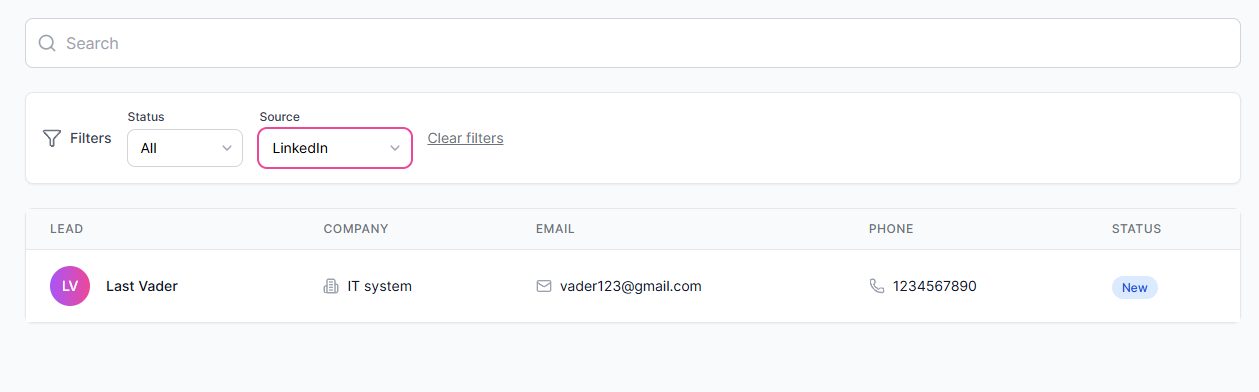 Search
Filters
Status
All
Source
LinkedIn
Clear filters
LEAD COMPANY EMAIL PHONE STATUS
LV Last Vader IT system vader123@gmail.com 1234567890 New